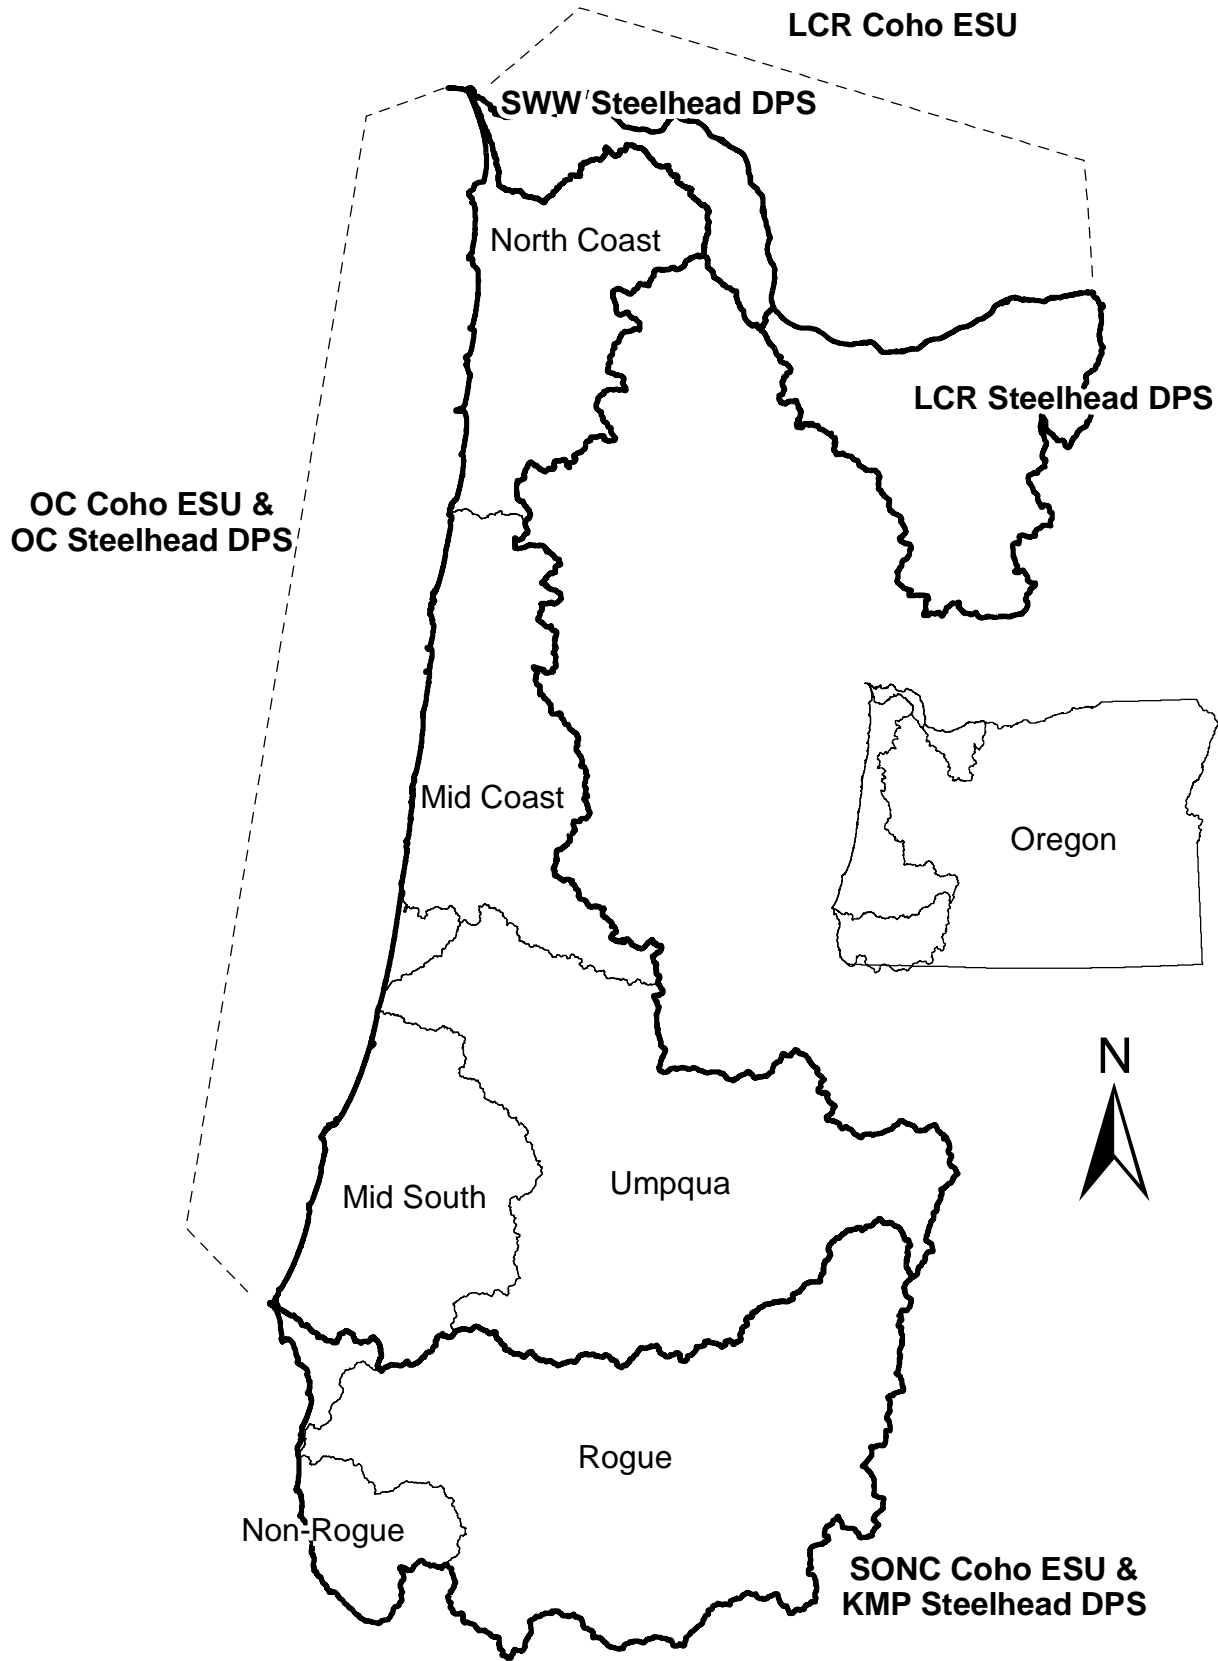 LCR Coho ESU
SWW Steelhead DPS
North Coast
LCR Steelhead DPS
OC Coho ESU &
OC Steelhead DPS
Mid Coast
Oregon
N
Umpqua
Mid South
Rogue
Non-Rogue
SONC Coho ESU &
KMP Steelhead DPS